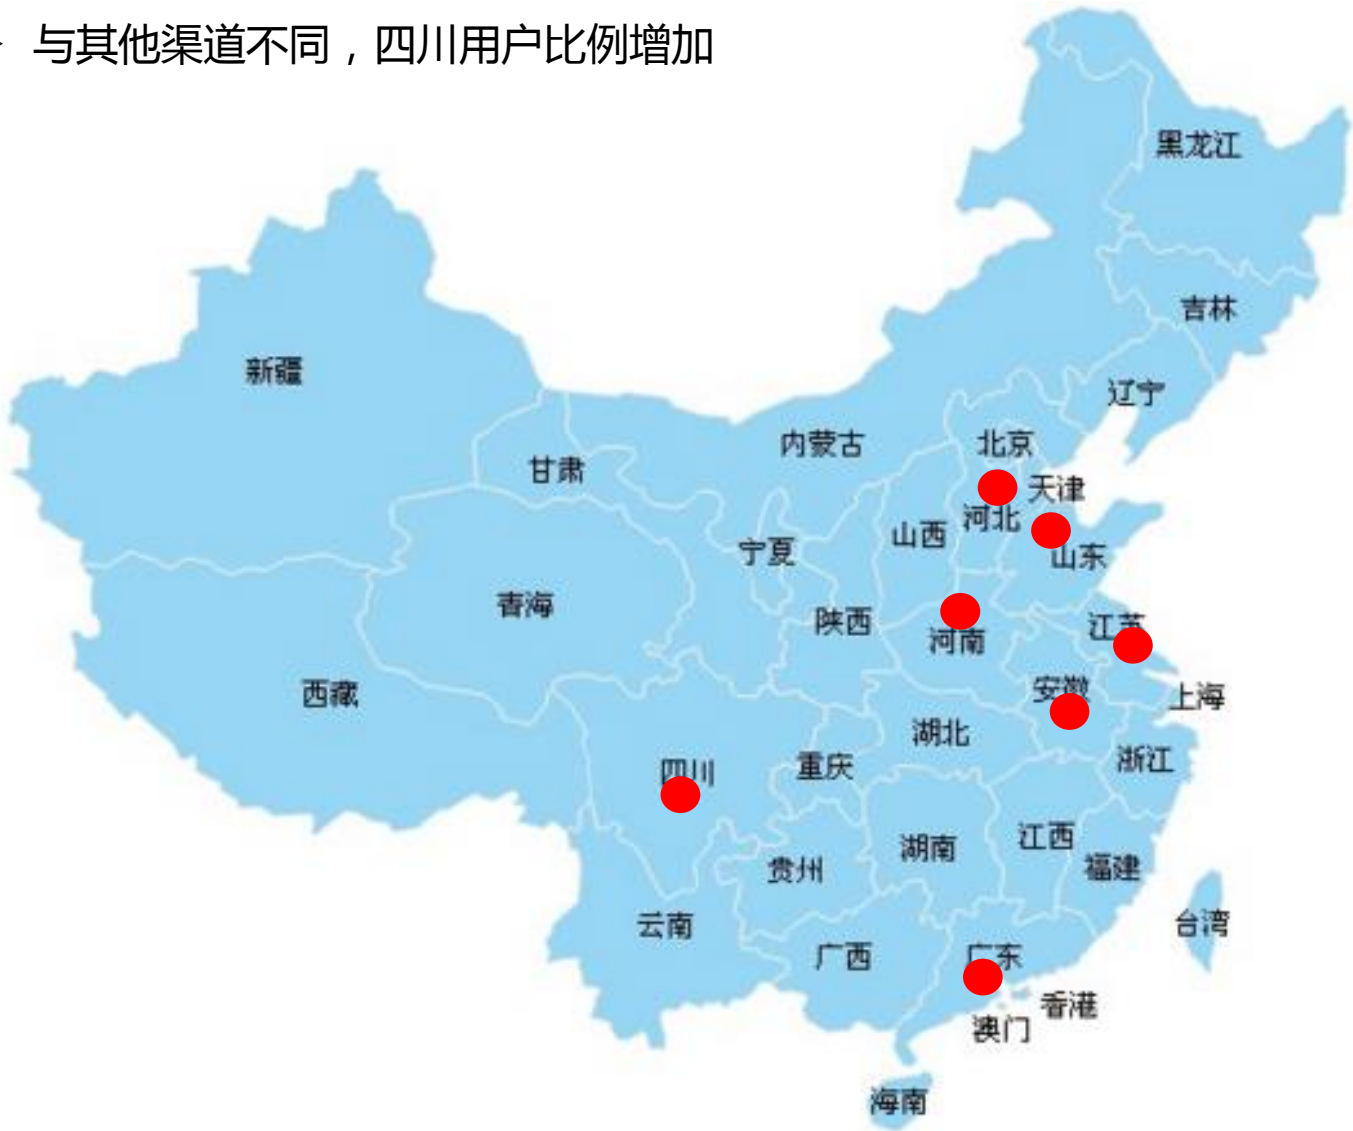 与其他渠道不同，四川用户比例增加
黑龙江
吉林
新疆
辽宁
内蒙古
北京
甘肃
天津
河北
山西
宁夏
山东
青海
陕西
江苏
河南
西藏
安徽
上海
湖北
浙江
四川
重庆
江西
湖南
福建
贵州
云南
台湾
广西
广东
香港
澳门
海南